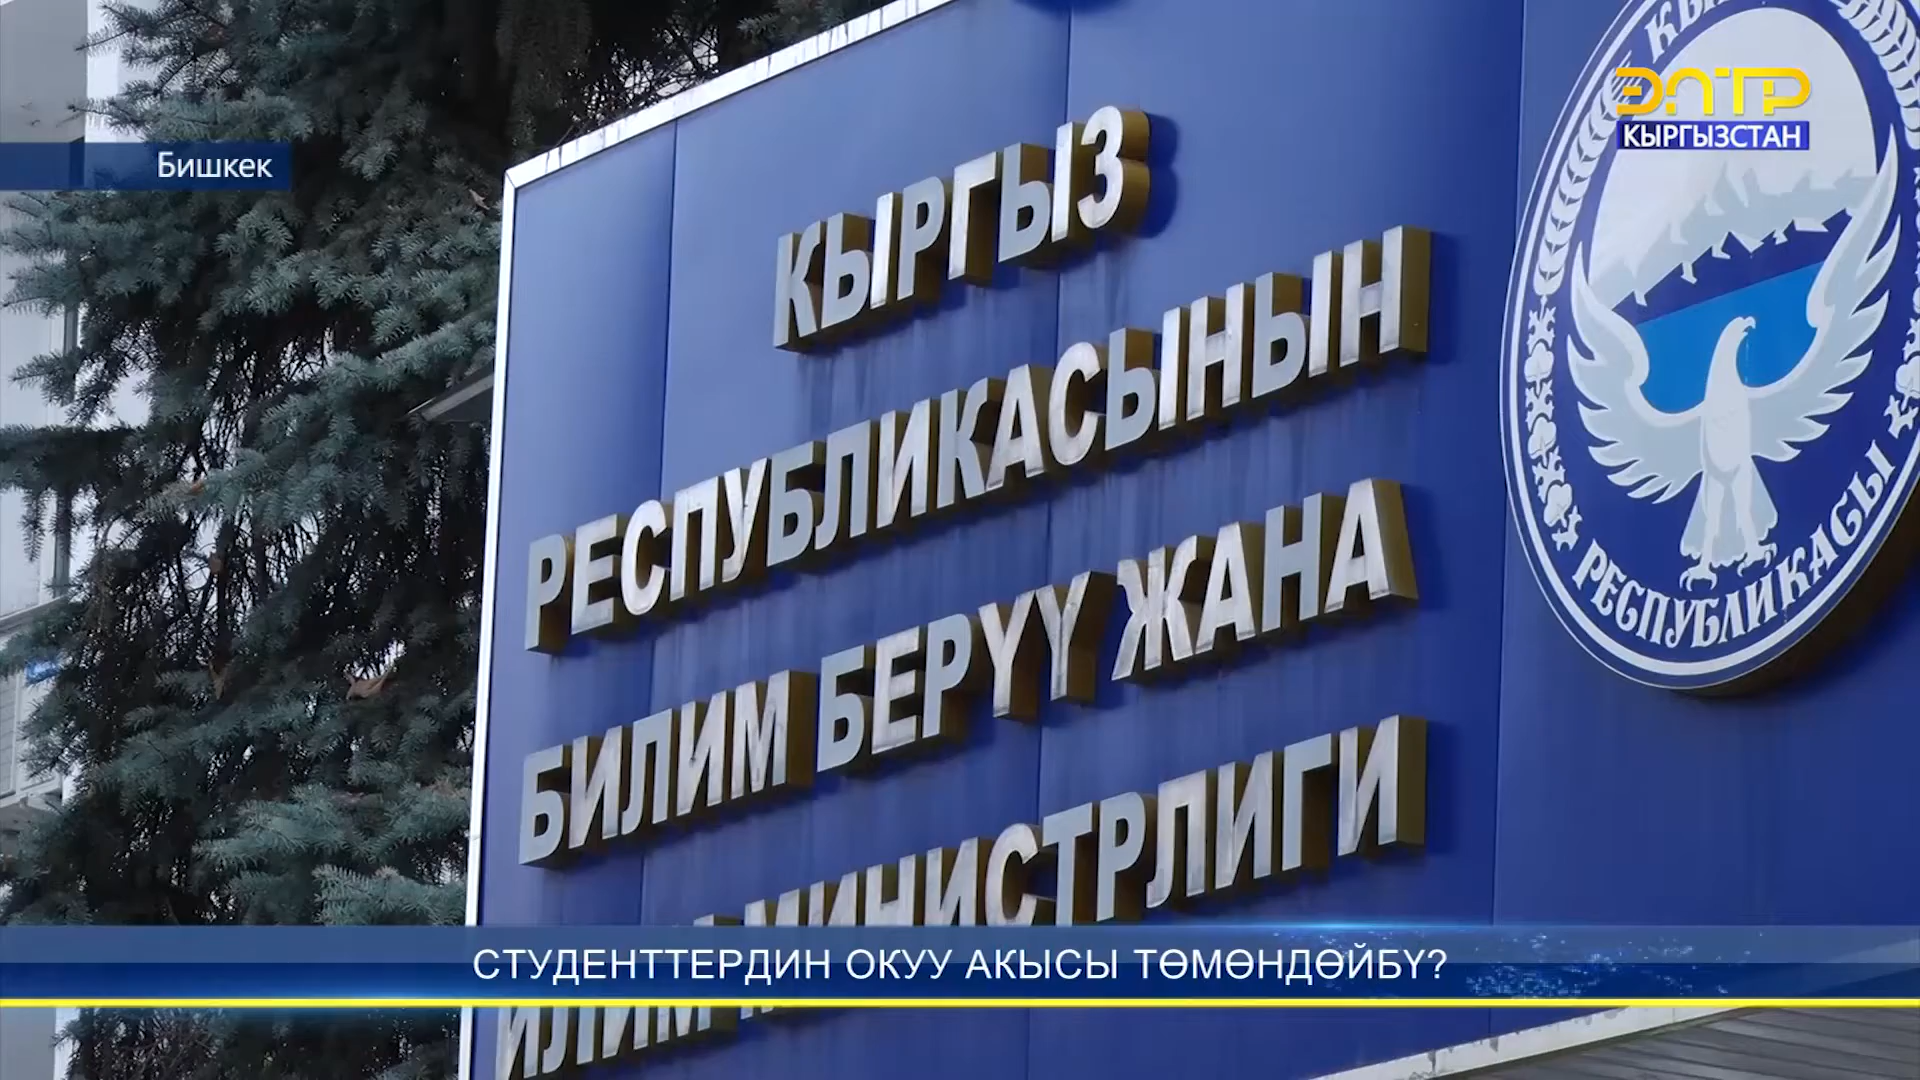 Бишкек
ЭЛТР
КЫРГЫЗСТАН
КЫРГЫЗ
РЕСПУБЛИКАСЫНЫН
БИЛИМ БЕРҮҮ ЖАНА
МИНИСТРЛИГИ
РЕСПУБЛИКАСЫ
СТУДЕНТТЕРДИН ОКУУ АКЫСЫ ТӨМӨНДӨЙБҮ?